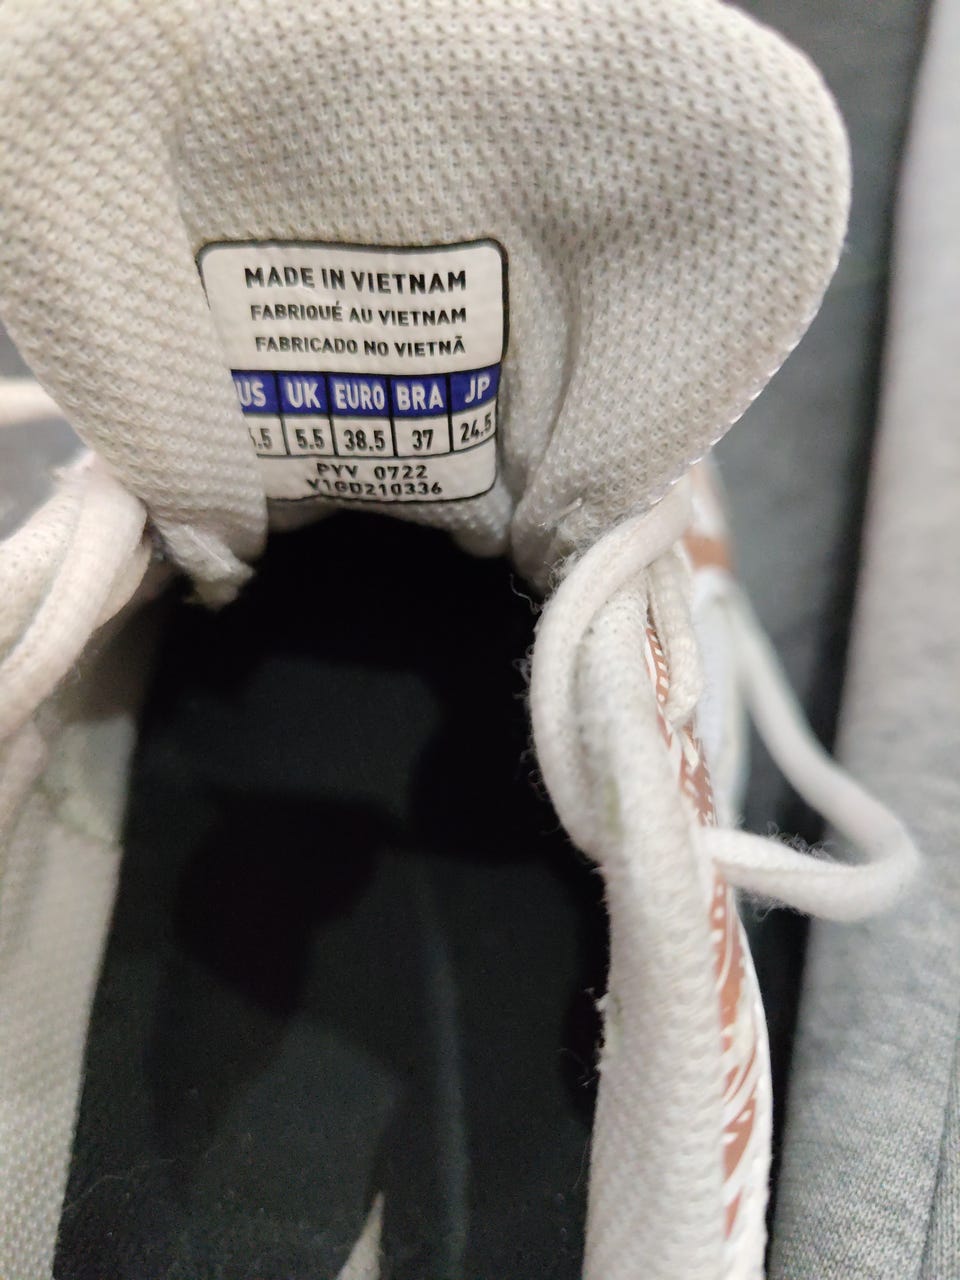 MADE IN VIETNAM
FABRIQUÉ AU VIETNAM
FABRICADO NO VIETNÃ
US UK EURO BRA JP
5.5 38.5 37 24.5
PYV 0722
Y1GD210336